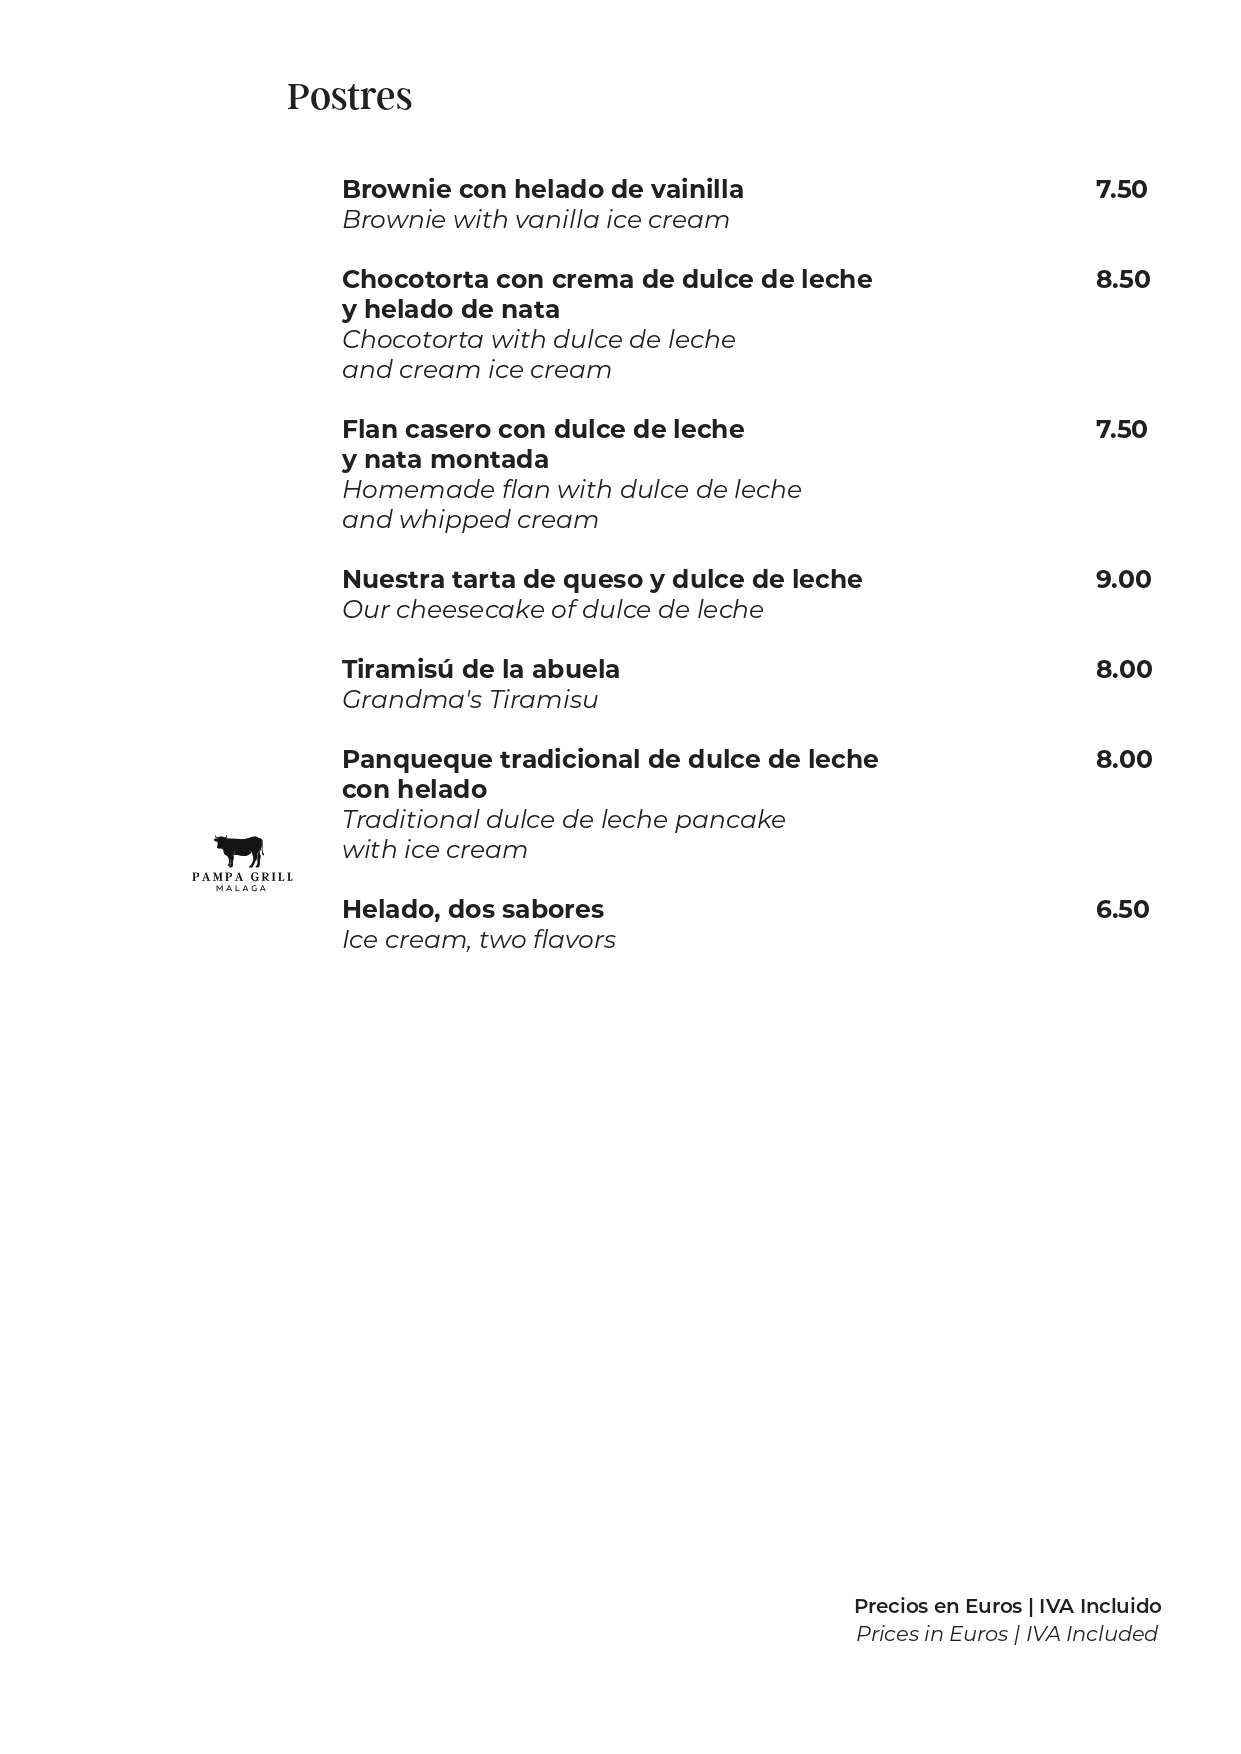 Postres
Brownie con helado de vainilla 7.50
Brownie with vanilla ice cream
Chocotorta con crema de dulce de leche 8.50
y helado de nata
Chocotorta with dulce de leche
and cream ice cream
Flan casero con dulce de leche 7.50
y nata montada
Homemade flan with dulce de leche
and whipped cream
Nuestra tarta de queso y dulce de leche 9.00
Our cheesecake of dulce de leche
Tiramisú de la abuela 8.00
Grandma's Tiramisu
Panqueque tradicional de dulce de leche 8.00
con helado
Traditional dulce de leche pancake
with ice cream
PAMPA GRILL
MALAGA
Helado, dos sabores 6.50
Ice cream, two flavors
Precios en Euros | IVA Incluido
Prices in Euros | IVA Included